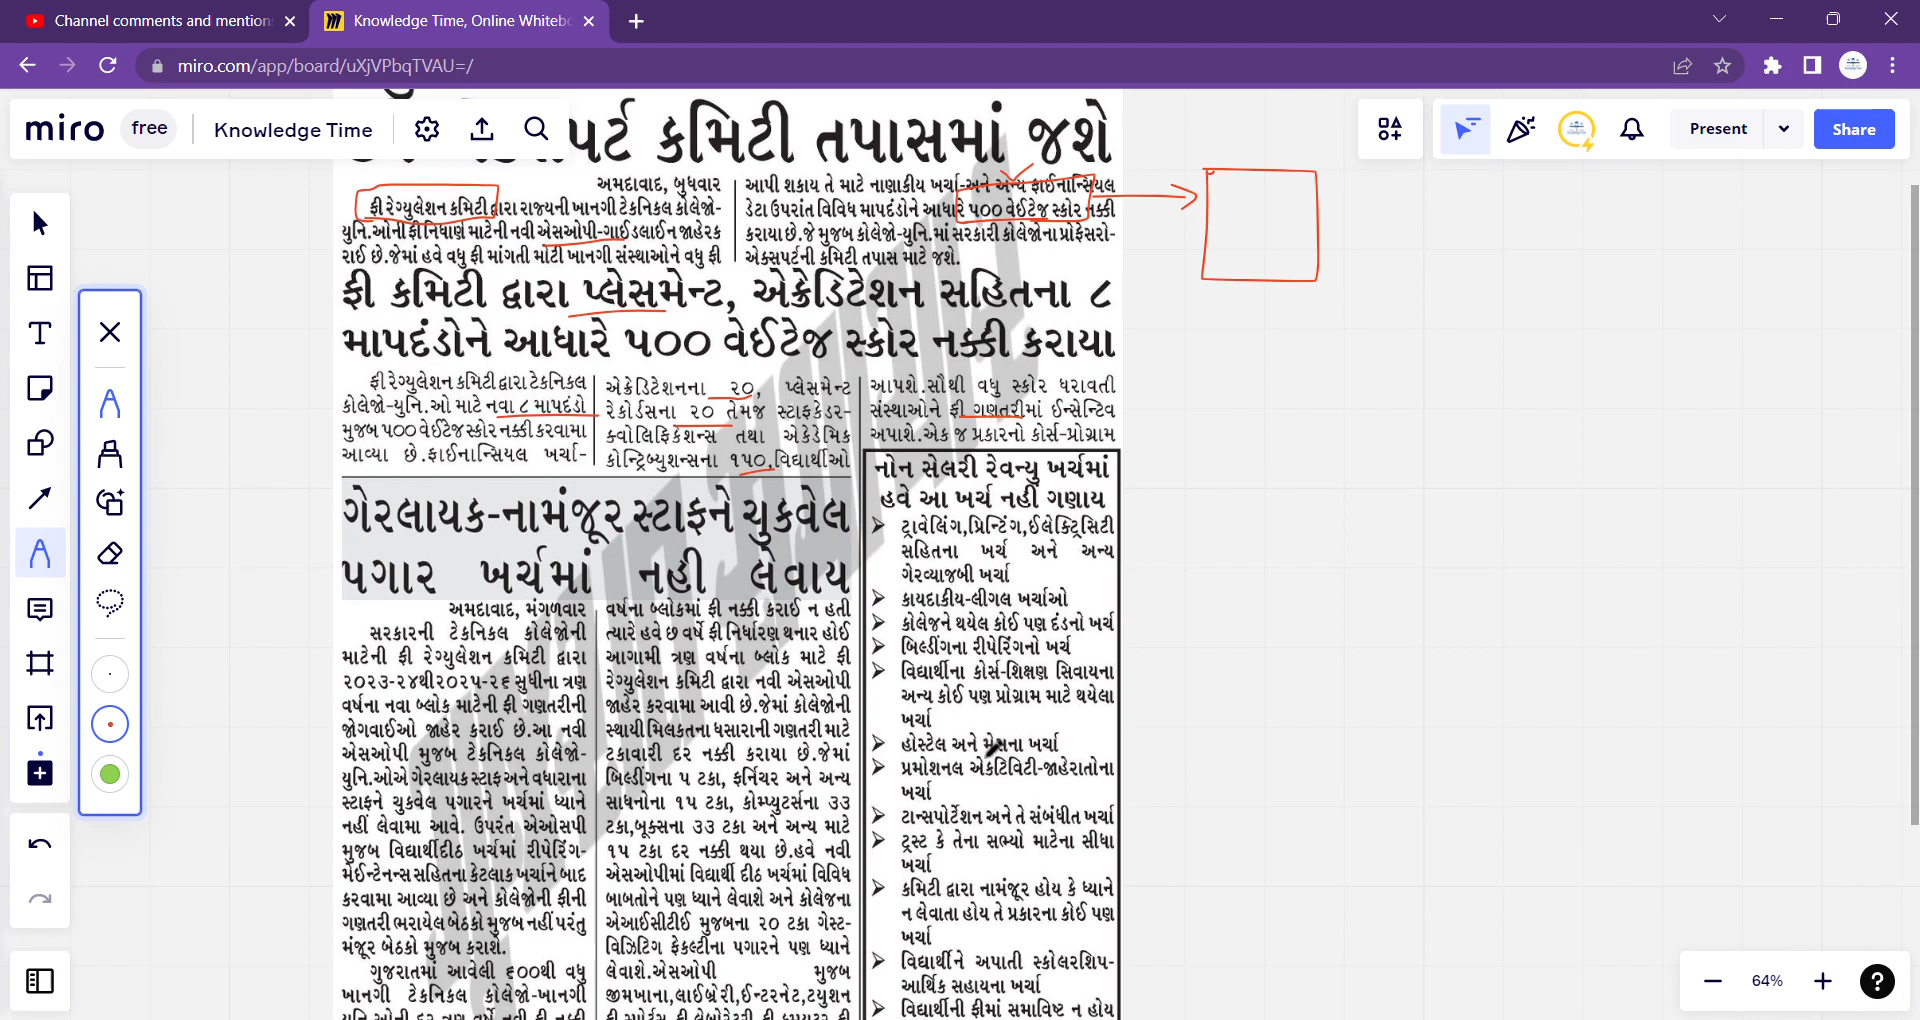 Channel comments and mention
Knowledge Time, Online Whitebo
miro.com/app/board/uXjVPbqTVAU=/
miro
free
Knowledge Time
Present
Share
પર્ટ કમિટી તપાસમાં જશે
અમદાવાદ, બુધવાર
ફી રેગ્યુલેશન કમિટી દ્વારા રાજ્યની ખાનગી ટેકનિકલ કોલેજો-
યુનિ.ઓની ફી નિર્ધારણ માટેની નવી એસઓપી-ગાઈડલાઈન જાહેર ક
રાઈ છે.જેમાં હવે વધુ ફી માંગતી મોટી ખાનગી સંસ્થાઓને વધુ ફી
આપી શકાય તે માટે નાણાકીય ખર્ચા-અને અન્ય ફાઈનાન્સિયલ
ડેટા ઉપરાંત વિવિધ માપદંડોને આધારે ૫૦૦ વેઈટેજ સ્કોર નક્કી
કરાયા છે.જે મુજબ કોલેજો-યુનિ.માં સરકારી કોલેજોના પ્રોફેસરો-
એક્સપર્ટની કમિટી તપાસ માટે જશે.
ફી કમિટી દ્વારા પ્લેસમેન્ટ, એક્રેડિટેશન સહિતના ૮
માપદંડોને આધારે ૫૦૦ વેઈટેજ સ્કોર નક્કી કરાયા
ફી રેગ્યુલેશન કમિટી દ્વારા ટેકનિકલ
કોલેજો-યુનિ.ઓ માટે નવા ૮ માપદંડો
મુજબ ૫૦૦ વેઈટેજ સ્કોર નક્કી કરવામા
આવ્યા છે.ફાઈનાન્સિયલ ખર્ચા-
એક્રેડિટેશનના ૨૦, પ્લેસમેન્ટ
રેકોર્ડસના ૨૦ તેમજ સ્ટાફકેડર-
ક્વોલિફિકેશન્સ તથા એકેડેમિક
કોન્ટ્રિબ્યુશન્સના ૧૫૦,વિદ્યાર્થીઓ
આપશે.સૌથી વધુ સ્કોર ધરાવતી
સંસ્થાઓને ફી ગણતરીમાં ઈન્સેન્ટિવ
અપાશે.એક જ પ્રકારનો કોર્સ-પ્રોગ્રામ
ગેરલાયક-નામંજૂર સ્ટાફને ચુકવેલ
પગાર ખર્ચમાં નહી લેવાય
અમદાવાદ, મંગળવાર
સરકારની ટેકનિકલ કોલેજોની
માટેની ફી રેગ્યુલેશન કમિટી દ્વારા
૨૦૨૩-૨૪થી૨૦૨૫-૨૬ સુધીના ત્રણ
વર્ષના નવા બ્લોક માટેની ફી ગણતરીની
જોગવાઈઓ જાહેર કરાઈ છે.આ નવી
એસઓપી મુજબ ટેકનિકલ કોલેજો-
યુનિ.ઓએ ગેરલાયક સ્ટાફ અને વધારાના
સ્ટાફને ચુકવેલ પગારને ખર્ચમાં ધ્યાને
નહીં લેવામા આવે. ઉપરંત એઓસપી
મુજબ વિદ્યાર્થીદીઠ ખર્ચમાં રીપેરિંગ-
મેઈન્ટેનન્સ સહિતના કેટલાક ખર્ચાને બાદ
કરવામા આવ્યા છે અને કોલેજોની ફીની
ગણતરી ભરાયેલ બેઠકો મુજબ નહીં પરંતુ
મંજૂર બેઠકો મુજબ કરાશે.
ગુજરાતમાં આવેલી ૬૦૦થી વધુ
ખાનગી ટેકનિકલ કોલેજો-ખાનગી
યુનિ.ઓની દર ત્રણ વર્ષે નવી ફી નક્કી
વર્ષના બ્લોકમાં ફી નક્કી કરાઈ ન હતી
ત્યારે હવે છ વર્ષે ફી નિર્ધારણ થનાર હોઈ
આગામી ત્રણ વર્ષના બ્લોક માટે ફી
રેગ્યુલેશન કમિટી દ્વારા નવી એસઓપી
જાહેર કરવામા આવી છે.જેમાં કોલેજોની
સ્થાયી મિલકતના ઘસારાની ગણતરી માટે
ટકાવારી દર નક્કી કરાયા છે.જેમાં
બિલ્ડીંગના ૫ ટકા, ફર્નિચર અને અન્ય
સાધનોના ૧૫ ટકા, કોમ્પ્યુટર્સના ૩૩
ટકા,બૂક્સના ૩૩ ટકા અને અન્ય માટે
૧૫ ટકા દર નક્કી થયા છે.હવે નવી
એસઓપીમાં વિદ્યાર્થી દીઠ ખર્ચમાં વિવિધ
બાબતોને પણ ધ્યાને લેવાશે અને કોલેજના
એઆઈસીટીઈ મુજબના ૨૦ ટકા ગેસ્ટ-
વિઝિટિંગ ફેકલ્ટીના પગારને પણ ધ્યાને
લેવાશે.એસઓપી મુજબ
જીમખાના,લાઈબ્રેરી,ઈન્ટરનેટ,ટયુશન
નોન સેલરી રેવન્યુ ખર્ચમાં
હવે આ ખર્ચ નહીં ગણાય
➢ ટ્રાવેલિંગ,પ્રિન્ટિંગ,ઈલેક્ટ્રિસિટી
સહિતના ખર્ચ અને અન્ય
ગેરવ્યાજબી ખર્ચા
➢ કાયદાકીય-લીગલ ખર્ચાઓ
➢ કોલેજને થયેલ કોઈ પણ દંડનો ખર્ચ
➢ બિલ્ડીંગના રીપેરિંગનો ખર્ચ
➢ વિદ્યાર્થીના કોર્સ-શિક્ષણ સિવાયના
અન્ય કોઈ પણ પ્રોગ્રામ માટે થયેલા
ખર્ચા
➢ હોસ્ટેલ અને મેસના ખર્ચા
➢ પ્રમોશનલ એક્ટિવિટી-જાહેરાતોના
ખર્ચા
➢ ટાન્સપોર્ટેશન અને તે સંબંધીત ખર્ચા
➢ ટ્રસ્ટ કે તેના સભ્યો માટેના સીધા
ખર્ચા
➢ કમિટી દ્વારા નામંજૂર હોય કે ધ્યાને
ન લેવાતા હોય તે પ્રકારના કોઈ પણ
ખર્ચા
➢ વિદ્યાર્થીને અપાતી સ્કોલરશિપ-
આર્થિક સહાયના ખર્ચા
➢ વિદ્યાર્થીની ફીમાં સમાવિષ્ટ ન હોય
64%